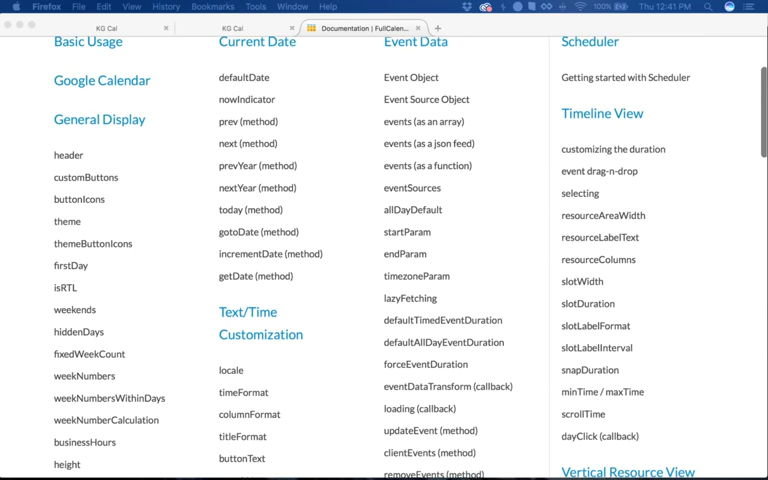 Firefox File Edit View History Bookmarks Tools Window Help 100% Thu 12:41 PM
KG Cal KG Cal Documentation | FullCalen...
Basic Usage
Google Calendar
General Display
header
customButtons
buttonIcons
theme
themeButtonIcons
firstDay
isRTL
weekends
hiddenDays
fixedWeekCount
weekNumbers
weekNumbersWithinDays
weekNumberCalculation
businessHours
height
Current Date
defaultDate
nowIndicator
prev (method)
next (method)
prevYear (method)
nextYear (method)
today (method)
gotoDate (method)
incrementDate (method)
getDate (method)
Text/Time
Customization
locale
timeFormat
columnFormat
titleFormat
buttonText
Event Data
Event Object
Event Source Object
events (as an array)
events (as a json feed)
events (as a function)
eventSources
allDayDefault
startParam
endParam
timezoneParam
lazyFetching
defaultTimedEventDuration
defaultAllDayEventDuration
forceEventDuration
eventDataTransform (callback)
loading (callback)
updateEvent (method)
clientEvents (method)
removeEvents (method)
Scheduler
Getting started with Scheduler
Timeline View
customizing the duration
event drag-n-drop
selecting
resourceAreaWidth
resourceLabelText
resourceColumns
slotWidth
slotDuration
slotLabelFormat
slotLabelInterval
snapDuration
minTime / maxTime
scrollTime
dayClick (callback)
Vertical Resource View